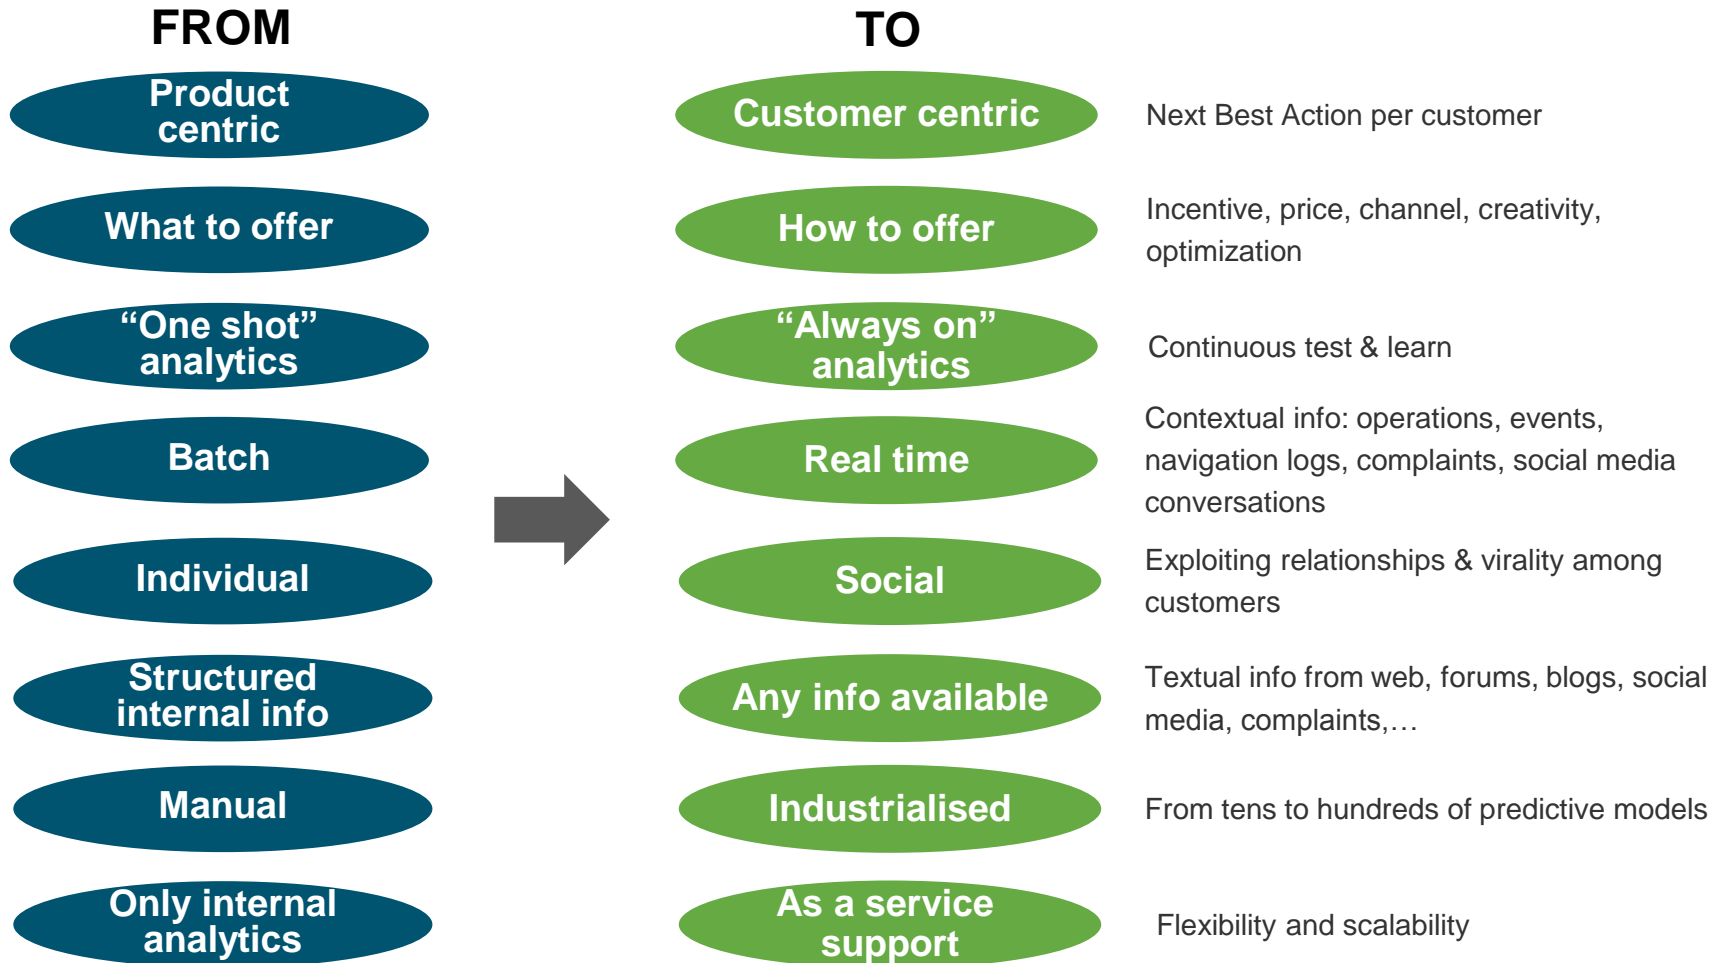 FROM
TO
Product
centric
Customer centric
Next Best Action per customer
What to offer
How to offer
Incentive, price, channel, creativity,
optimization
“One shot”
analytics
“Always on”
analytics
Continuous test & learn
Batch
Real time
Contextual info: operations, events,
navigation logs, complaints, social media
conversations
Individual
Social
Exploiting relationships & virality among
customers
Structured
internal info
Any info available
Textual info from web, forums, blogs, social
media, complaints,…
Manual
Industrialised
From tens to hundreds of predictive models
Only internal
analytics
As a service
support
Flexibility and scalability